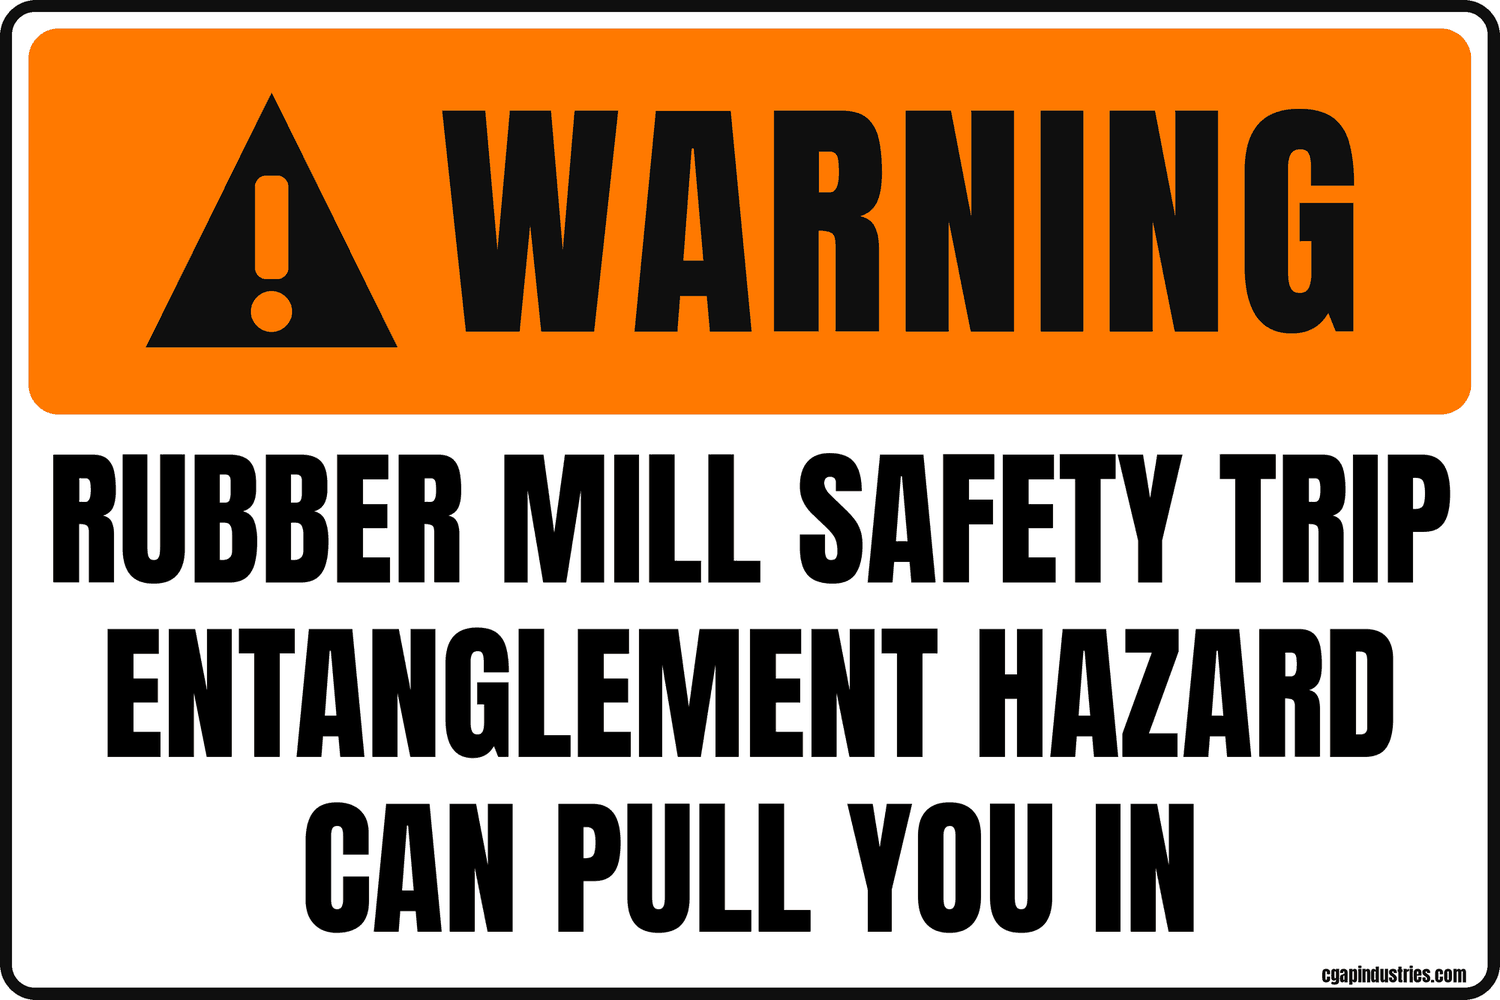 WARNING
RUBBER MILL SAFETY TRIP
ENTANGLEMENT HAZARD
CAN PULL YOU IN
cgapindustries.com